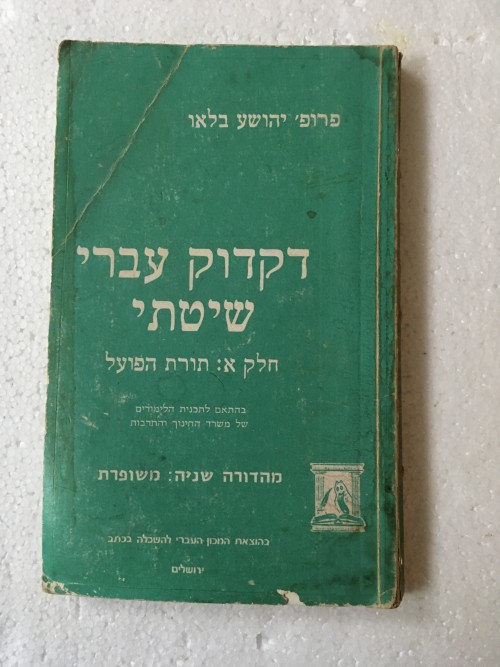 פרופ׳ יהושע בלאו
דקדוק עברי
שיטתי
חלק א: תורת הפועל
בהתאם לתכנית הלימודים
של משרד החינוך והתרבות
מהדורה שניה: משופרת
בהוצאת המכון העברי להשכלה בכתב
ירושלים